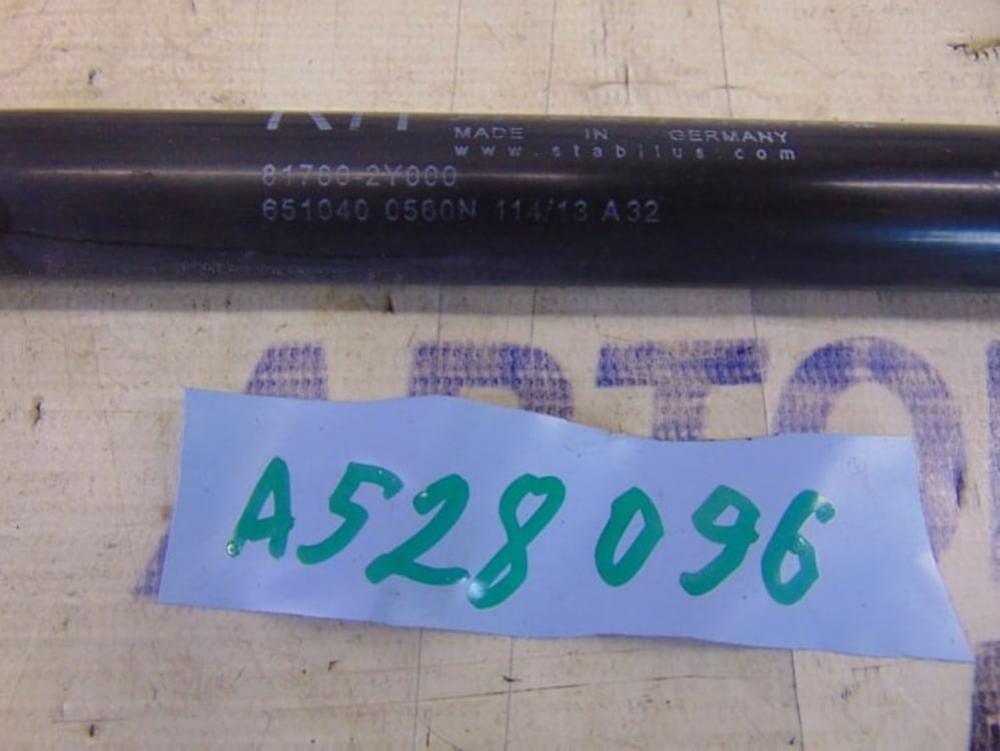 MADE IN GERMANY
www.stabilus.com
81780-2Y000
651040 0560N 114/13 A32
A528096